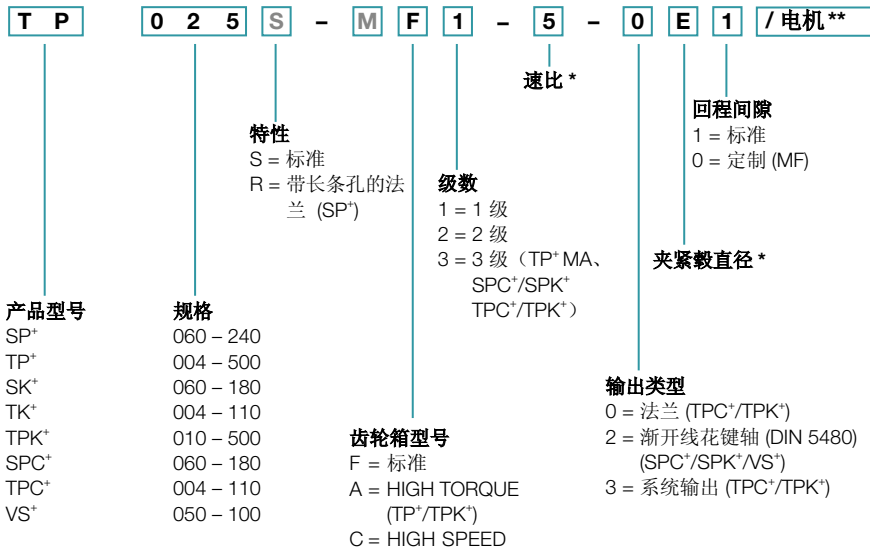 T P 0 2 5 S – M F 1 – 5 – 0 E 1 / 电机**
速比 *
回程间隙
1 = 标准
0 = 定制 (MF)
特性
S = 标准
R = 带长条孔的法
兰 (SP⁺)
级数
1 = 1 级
2 = 2 级
3 = 3 级（TP⁺ MA、
SPC⁺/SPK⁺
TPC⁺/TPK⁺）
夹紧毂直径 *
产品型号
SP⁺
TP⁺
SK⁺
TK⁺
TPK⁺
SPC⁺
TPC⁺
VS⁺
规格
060 – 240
004 – 500
060 – 180
004 – 110
010 – 500
060 – 180
004 – 110
050 – 100
齿轮箱型号
F = 标准
A = HIGH TORQUE
(TP⁺/TPK⁺)
C = HIGH SPEED
输出类型
0 = 法兰 (TPC⁺/TPK⁺)
2 = 渐开线花键轴 (DIN 5480)
(SPC⁺/SPK⁺/VS⁺)
3 = 系统输出 (TPC⁺/TPK⁺)